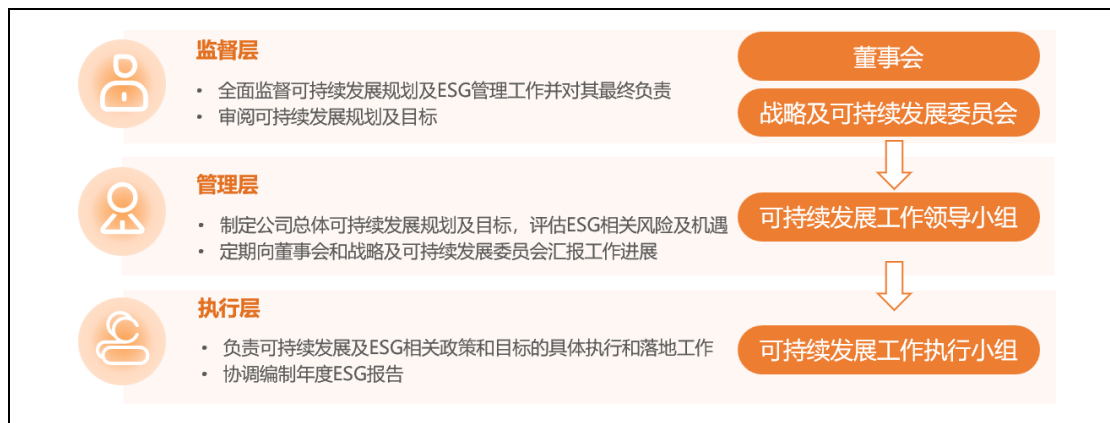 监督层
• 全面监督可持续发展规划及ESG管理工作并对其最终负责
• 审阅可持续发展规划及目标
董事会
战略及可持续发展委员会
管理层
• 制定公司总体可持续发展规划及目标，评估ESG相关风险及机遇
• 定期向董事会和战略及可持续发展委员会汇报工作进展
可持续发展工作领导小组
执行层
• 负责可持续发展及ESG相关政策和目标的具体执行和落地工作
• 协调编制年度ESG报告
可持续发展工作执行小组